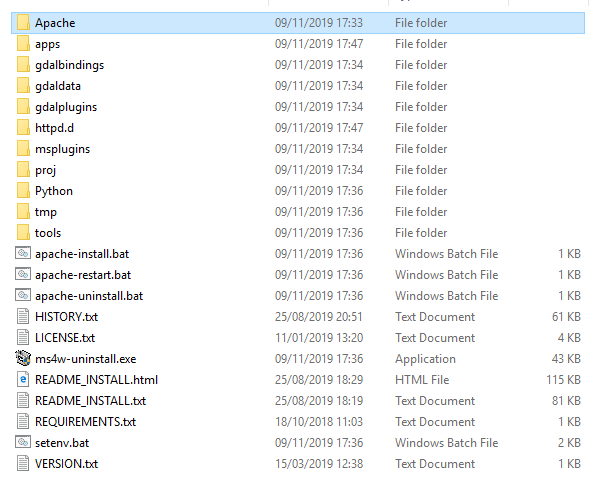 Apache 09/11/2019 17:33 File folder
apps 09/11/2019 17:47 File folder
gdalbindings 09/11/2019 17:34 File folder
gdaldata 09/11/2019 17:34 File folder
gdalplugins 09/11/2019 17:34 File folder
httpd.d 09/11/2019 17:47 File folder
msplugins 09/11/2019 17:34 File folder
proj 09/11/2019 17:34 File folder
Python 09/11/2019 17:36 File folder
tmp 09/11/2019 17:36 File folder
tools 09/11/2019 17:36 File folder
apache-install.bat 09/11/2019 17:36 Windows Batch File 1 KB
apache-restart.bat 09/11/2019 17:36 Windows Batch File 1 KB
apache-uninstall.bat 09/11/2019 17:36 Windows Batch File 1 KB
HISTORY.txt 25/08/2019 20:51 Text Document 61 KB
LICENSE.txt 11/01/2019 13:20 Text Document 4 KB
ms4w-uninstall.exe 09/11/2019 17:36 Application 43 KB
README_INSTALL.html 25/08/2019 18:29 HTML File 115 KB
README_INSTALL.txt 25/08/2019 18:19 Text Document 81 KB
REQUIREMENTS.txt 18/10/2018 11:03 Text Document 1 KB
setenv.bat 09/11/2019 17:36 Windows Batch File 2 KB
VERSION.txt 15/03/2019 12:38 Text Document 1 KB